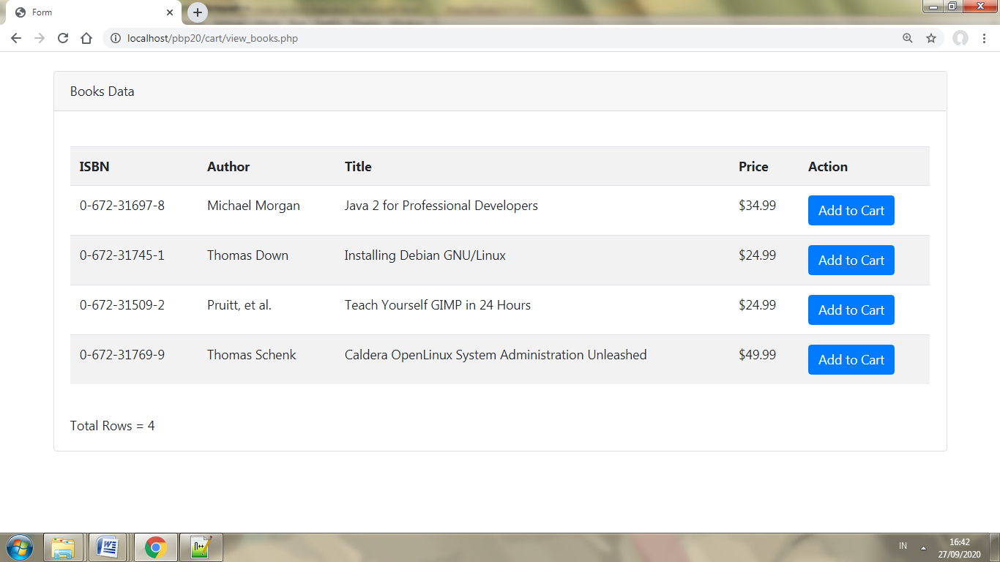 Form
localhost/pbp20/cart/view_books.php
Books Data
ISBN Author Title Price Action
0-672-31697-8 Michael Morgan Java 2 for Professional Developers $34.99 Add to Cart
0-672-31745-1 Thomas Down Installing Debian GNU/Linux $24.99 Add to Cart
0-672-31509-2 Pruitt, et al. Teach Yourself GIMP in 24 Hours $24.99 Add to Cart
0-672-31769-9 Thomas Schenk Caldera OpenLinux System Administration Unleashed $49.99 Add to Cart
Total Rows = 4
IN 16:42
27/09/2020